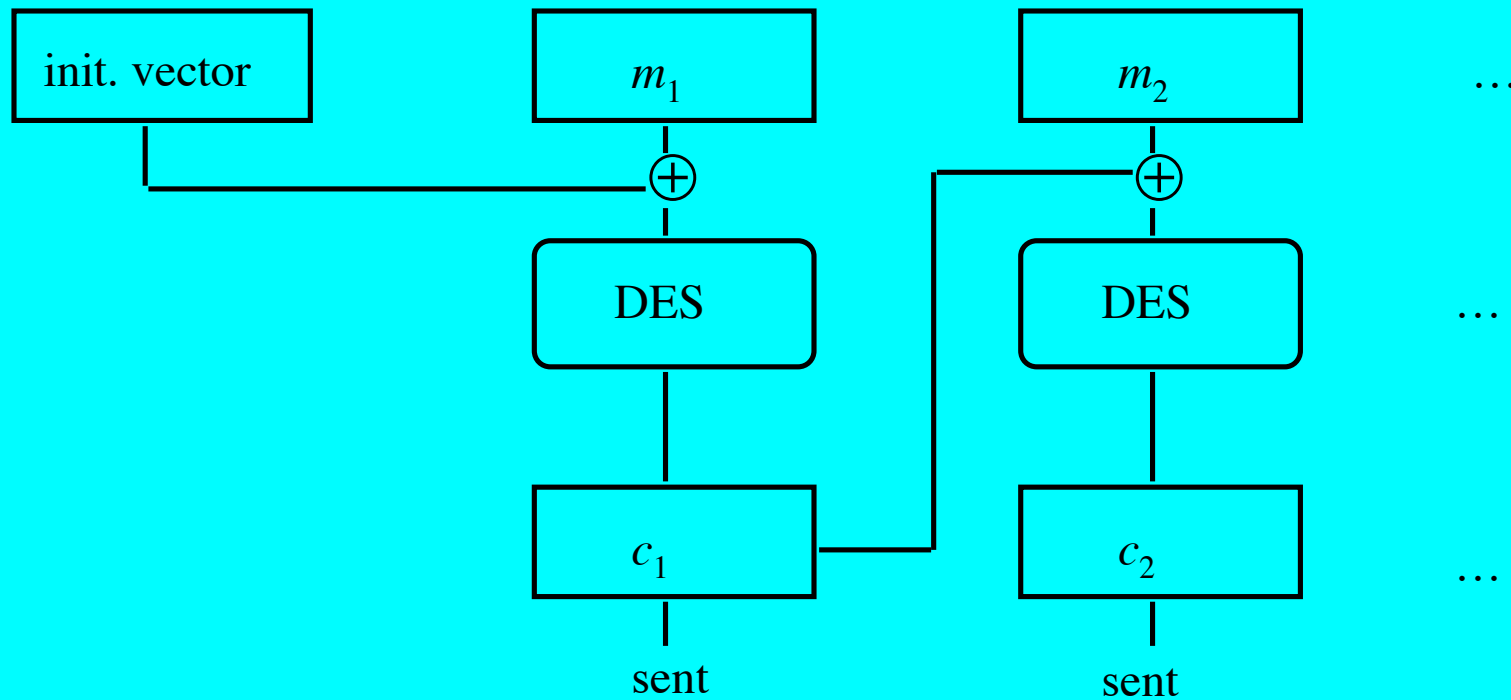 init. vector m₁ m₂ …
⊕ ⊕
DES DES …
c₁ c₂ …
sent sent